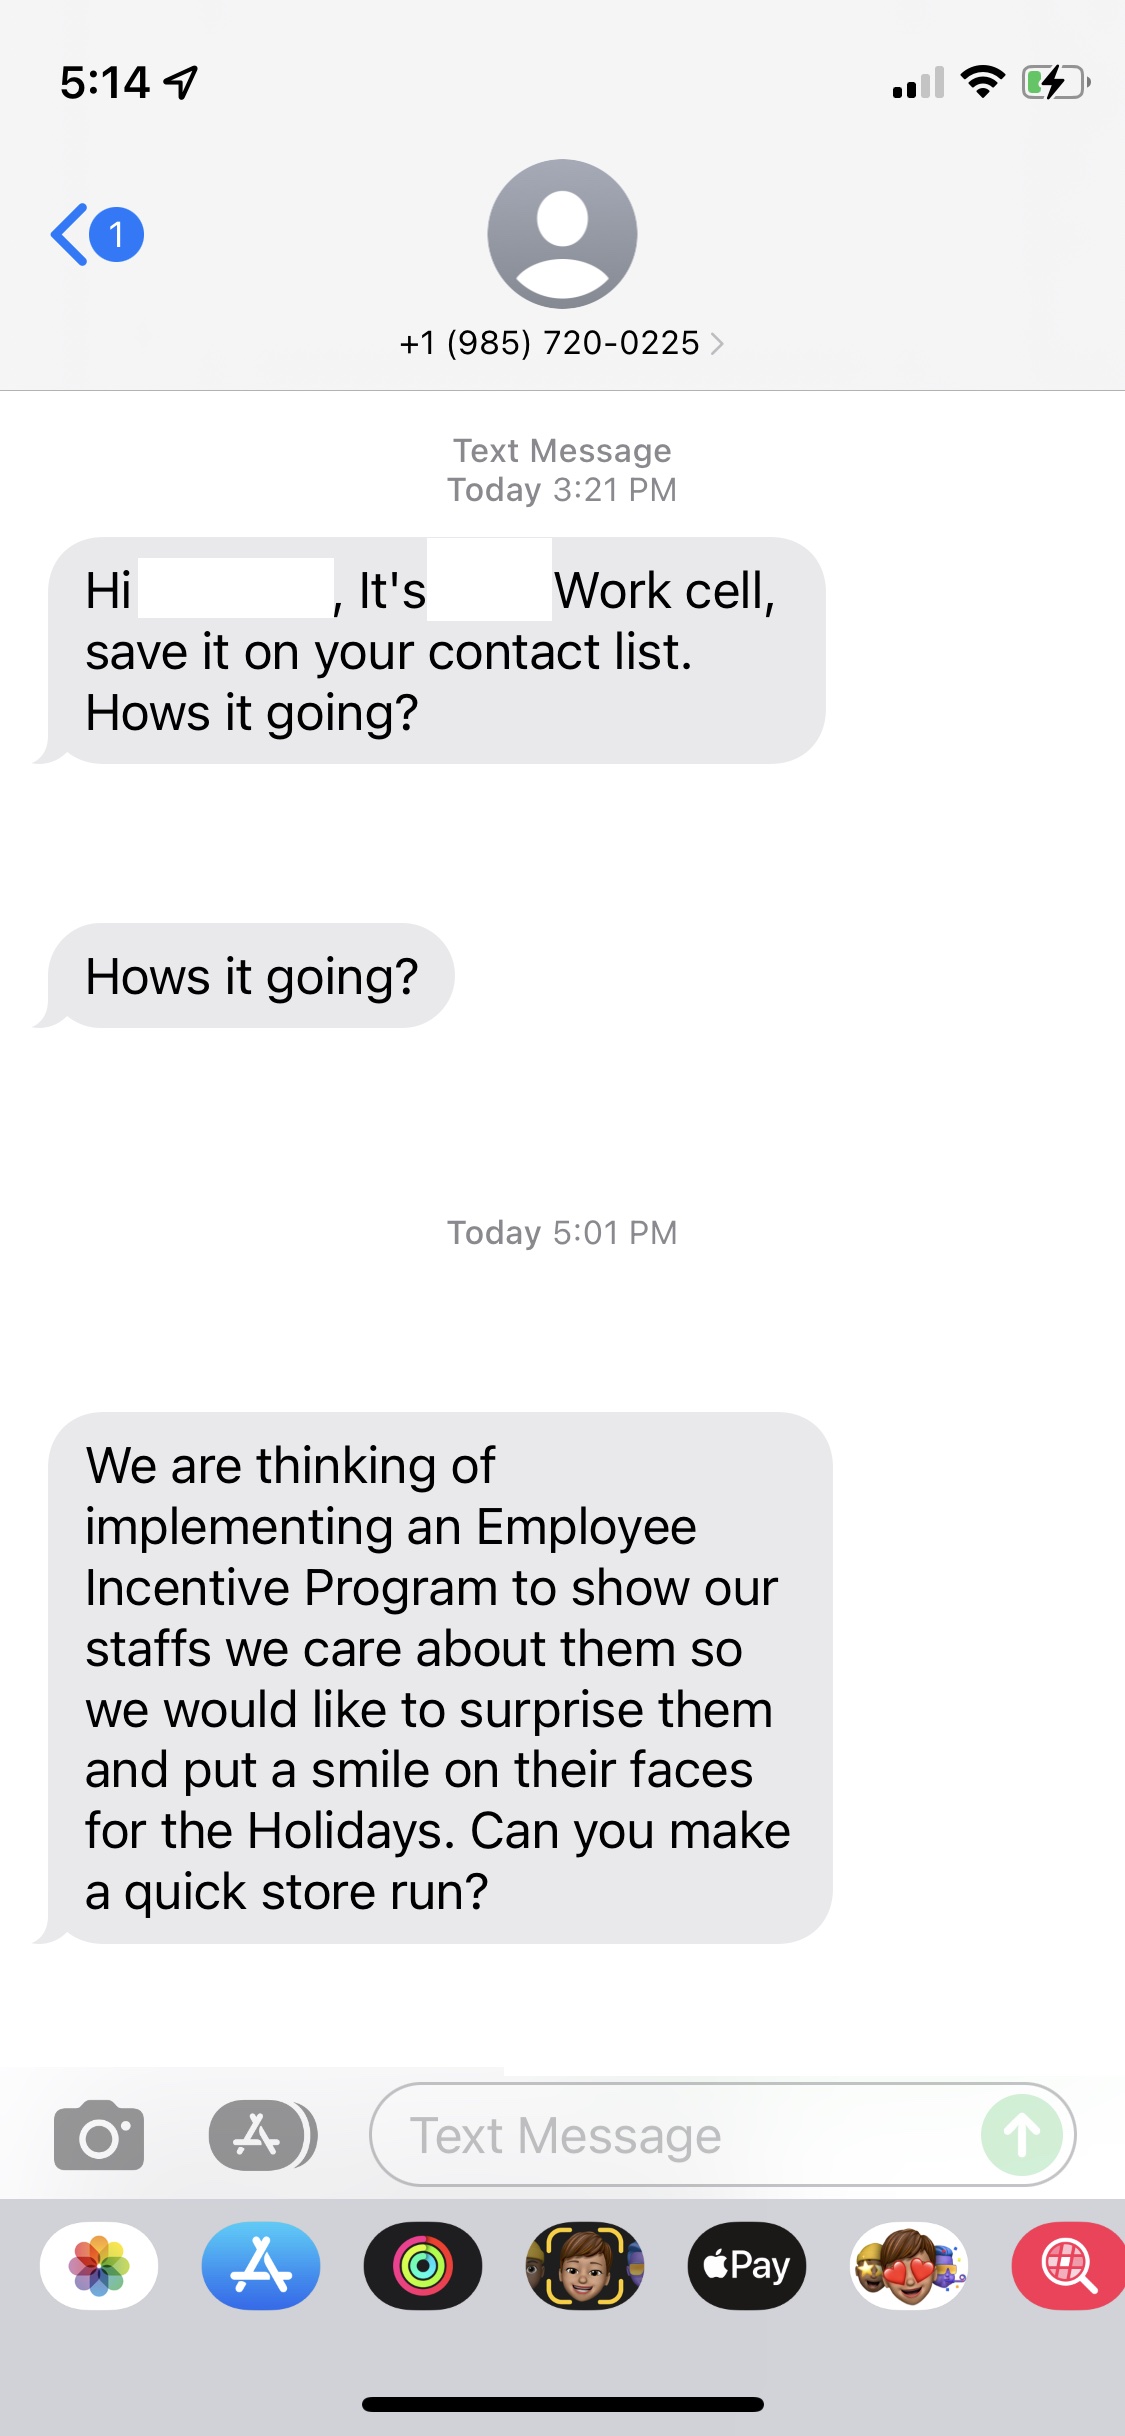 5:14
1
+1 (985) 720-0225
Text Message
Today 3:21 PM
Hi , It's Work cell,
save it on your contact list.
Hows it going?
Hows it going?
Today 5:01 PM
We are thinking of
implementing an Employee
Incentive Program to show our
staffs we care about them so
we would like to surprise them
and put a smile on their faces
for the Holidays. Can you make
a quick store run?
Text Message
Pay